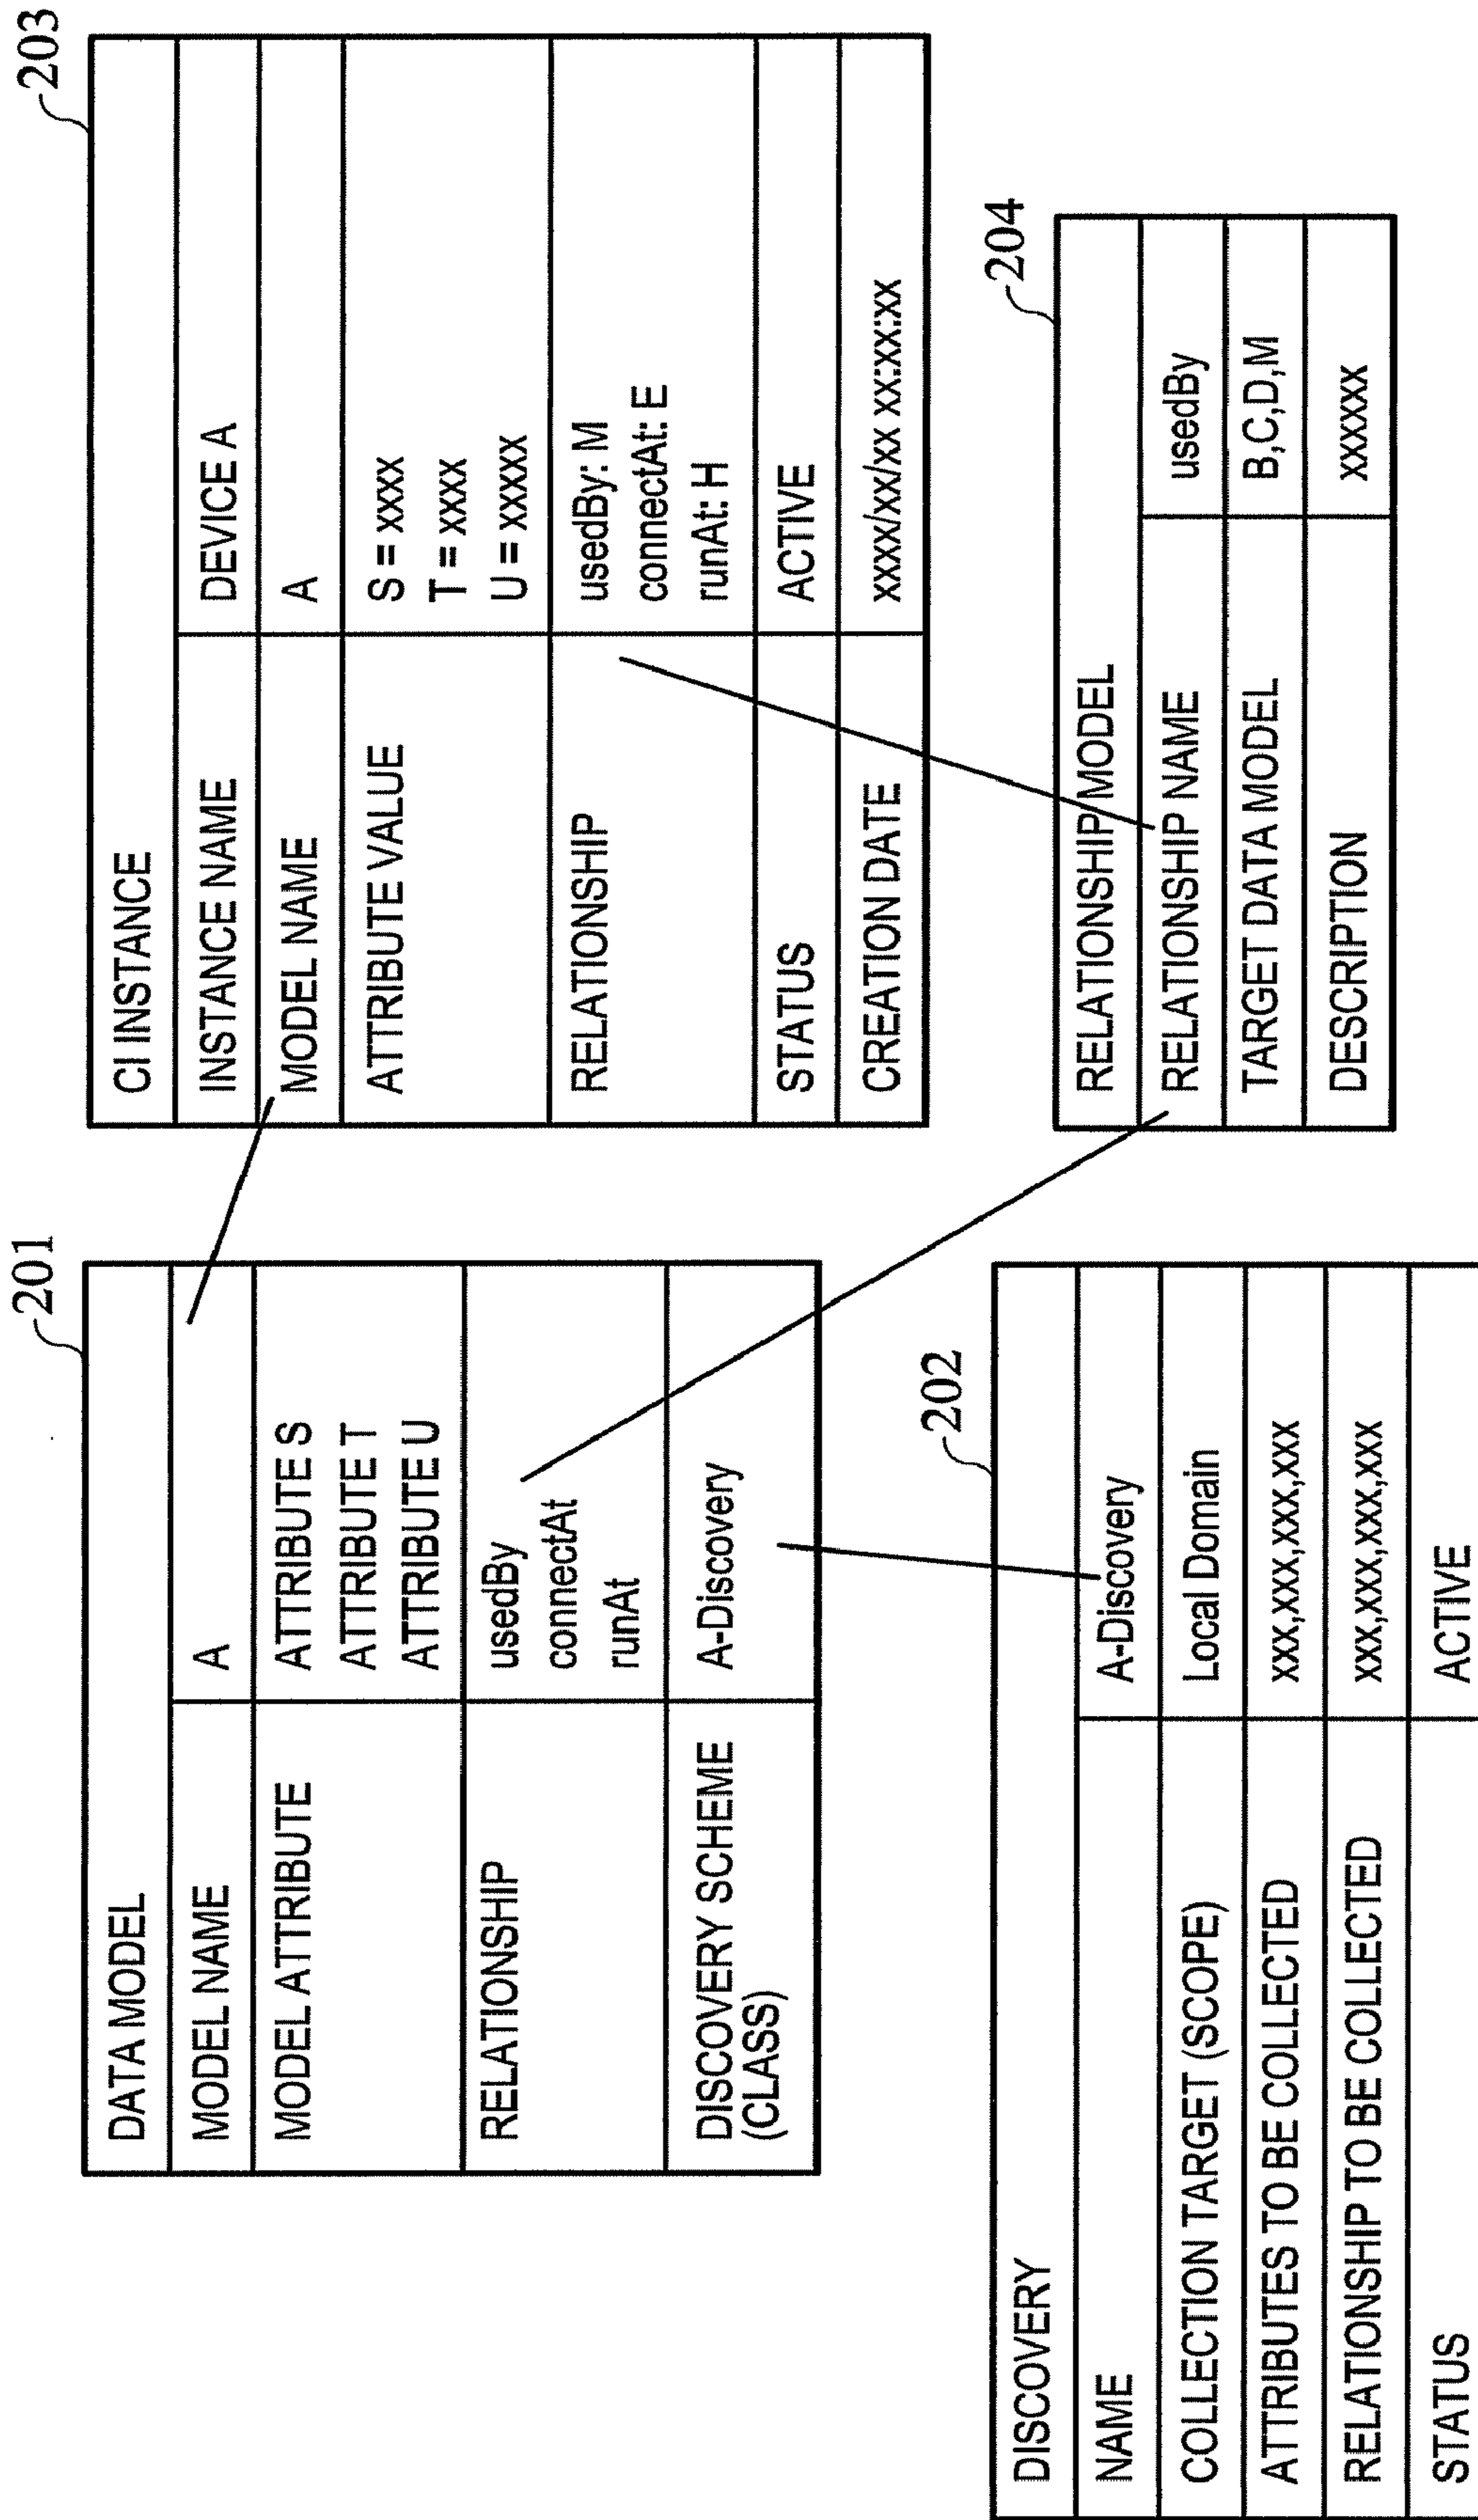 201
DATA MODEL
MODEL NAME
A
MODEL ATTRIBUTE
ATTRIBUTE S
ATTRIBUTE T
ATTRIBUTE U
RELATIONSHIP
usedBy
connectAt
runAt
DISCOVERY SCHEME
(CLASS)
A-Discovery
203
CI INSTANCE
INSTANCE NAME
DEVICE A
MODEL NAME
A
ATTRIBUTE VALUE
S = xxxx
T = xxxx
U = xxxxx
RELATIONSHIP
usedBy: M
connectAt: E
runAt: H
STATUS
ACTIVE
CREATION DATE
xxxx/xx/xx xx:xx:xx
202
DISCOVERY
NAME
A-Discovery
COLLECTION TARGET (SCOPE)
Local Domain
ATTRIBUTES TO BE COLLECTED
xxx,xxx,xxx,xxx
RELATIONSHIP TO BE COLLECTED
xxx,xxx,xxx,xxx
STATUS
ACTIVE
204
RELATIONSHIP MODEL
RELATIONSHIP NAME
usedBy
TARGET DATA MODEL
B,C,D,M
DESCRIPTION
xxxxxx